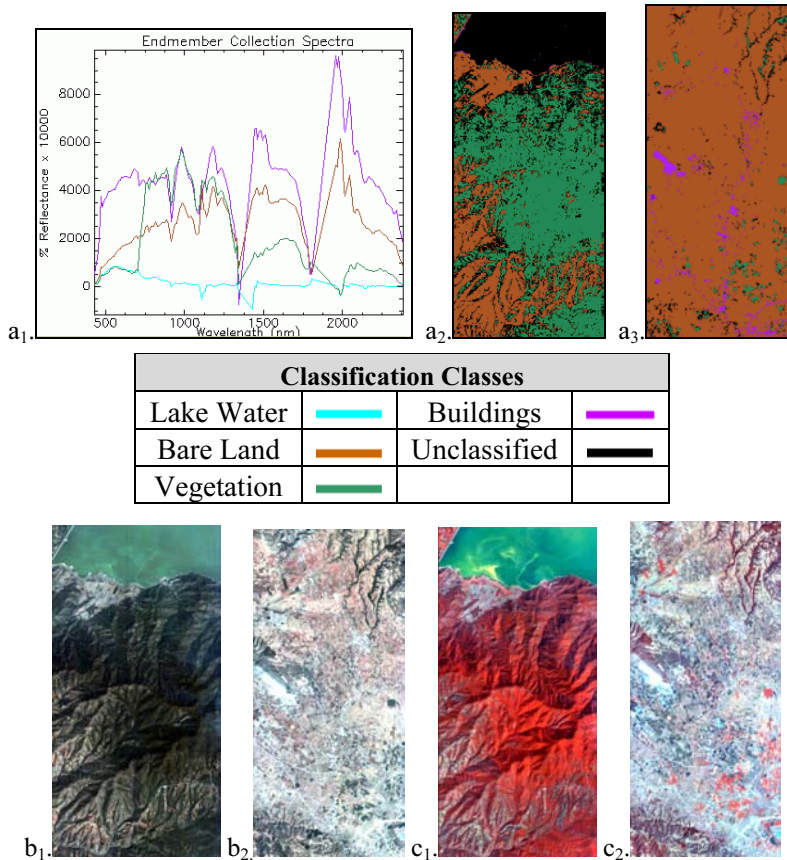 Endmember Collection Spectra
% Reflectance x 10000
8000
6000
4000
2000
0
500
1000
1500
2000
Wavelength (nm)
a1.
a2.
a3.
Classification Classes
Lake Water
Buildings
Bare Land
Unclassified
Vegetation
b1.
b2.
c1.
c2.